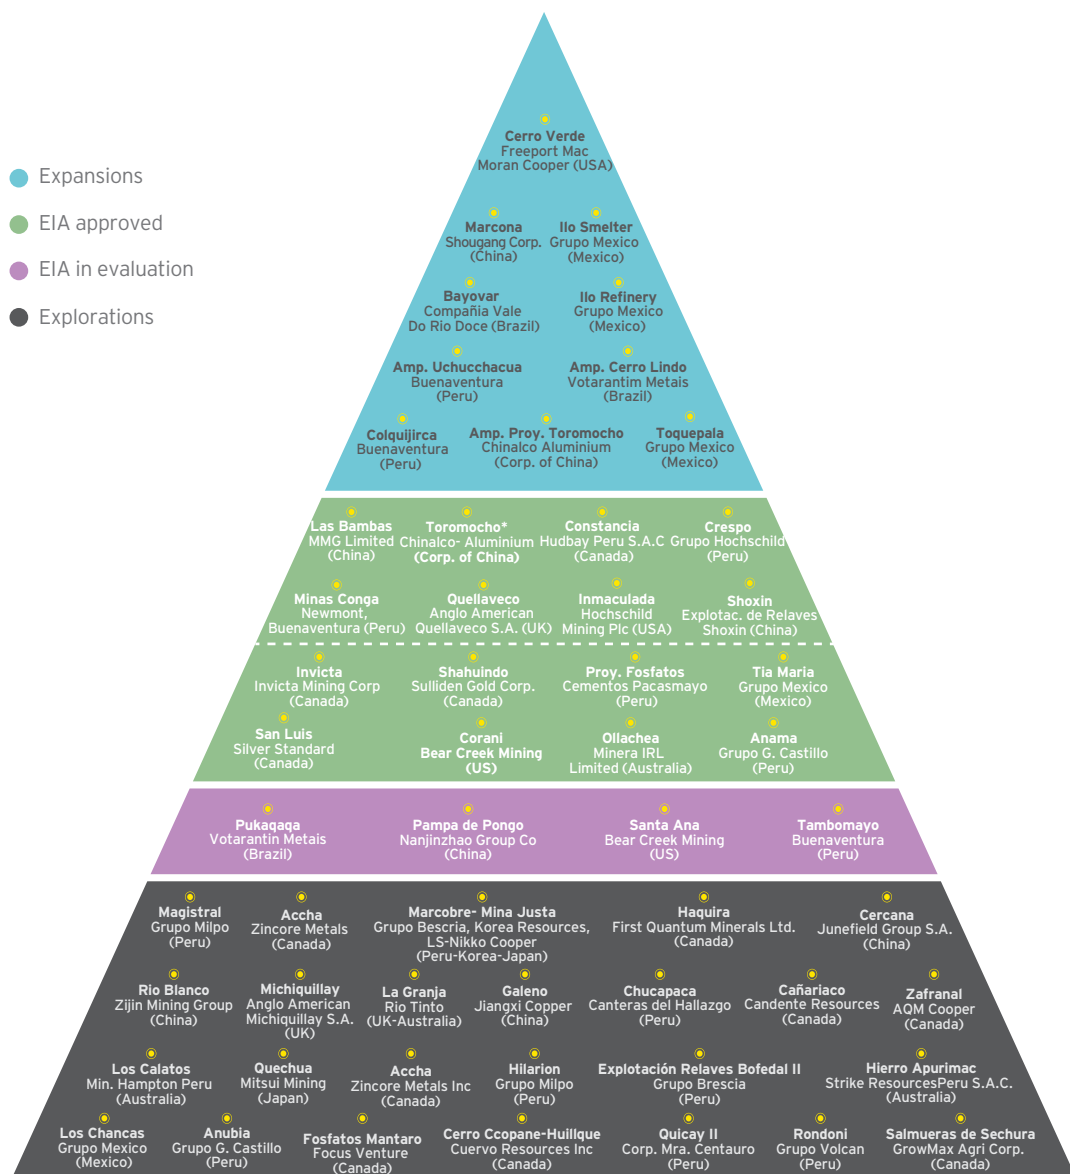 Expansions
EIA approved
EIA in evaluation
Explorations
Cerro Verde
Freeport Mac
Moran Cooper (USA)
Marcona
Shougang Corp.
(China)
Ilo Smelter
Grupo Mexico
(Mexico)
Bayovar
Compañia Vale
Do Rio Doce (Brazil)
Ilo Refinery
Grupo Mexico
(Mexico)
Amp. Uchucchacua
Buenaventura
(Peru)
Amp. Cerro Lindo
Votarantim Metais
(Brazil)
Colquijirca
Buenaventura
(Peru)
Amp. Proy. Toromocho
Chinalco Aluminium
(Corp. of China)
Toquepala
Grupo Mexico
(Mexico)
Las Bambas
MMG Limited
(China)
Toromocho*
Chinalco- Aluminium
(Corp. of China)
Constancia
Hudbay Peru S.A.C
(Canada)
Crespo
Grupo Hochschild
(Peru)
Minas Conga
Newmont,
Buenaventura (Peru)
Quellaveco
Anglo American
Quellaveco S.A. (UK)
Inmaculada
Hochschild
Mining Plc (USA)
Shoxin
Explotac. de Relaves
Shoxin (China)
Invicta
Invicta Mining Corp
(Canada)
Shahuindo
Sulliden Gold Corp.
(Canada)
Proy. Fosfatos
Cementos Pacasmayo
(Peru)
Tia Maria
Grupo Mexico
(Mexico)
San Luis
Silver Standard
(Canada)
Corani
Bear Creek Mining
(US)
Ollachea
Minera IRL
Limited (Australia)
Anama
Grupo G. Castillo
(Peru)
Pukaqaqa
Votarantin Metais
(Brazil)
Pampa de Pongo
Nanjinzhao Group Co
(China)
Santa Ana
Bear Creek Mining
(US)
Tambomayo
Buenaventura
(Peru)
Magistral
Grupo Milpo
(Peru)
Accha
Zincore Metals
(Canada)
Marcobre- Mina Justa
Grupo Bescria, Korea Resources,
LS-Nikko Cooper
(Peru-Korea-Japan)
Haquira
First Quantum Minerals Ltd.
(Canada)
Cercana
Junefield Group S.A.
(China)
Rio Blanco
Zijin Mining Group
(China)
Michiquillay
Anglo American
Michiquillay S.A.
(UK)
La Granja
Rio Tinto
(UK-Australia)
Galeno
Jiangxi Copper
(China)
Chucapaca
Canteras del Hallazgo
(Peru)
Cañariaco
Candente Resources
(Canada)
Zafranal
AQM Cooper
(Canada)
Los Calatos
Min. Hampton Peru
(Australia)
Quechua
Mitsui Mining
(Japan)
Accha
Zincore Metals Inc
(Canada)
Hilarion
Grupo Milpo
(Peru)
Explotación Relaves Bofedal II
Grupo Brescia
(Peru)
Hierro Apurimac
Strike ResourcesPeru S.A.C.
(Australia)
Los Chancas
Grupo Mexico
(Mexico)
Anubia
Grupo G. Castillo
(Peru)
Fosfatos Mantaro
Focus Venture
(Canada)
Cerro Ccopane-Huillque
Cuervo Resources Inc
(Canada)
Quicay II
Corp. Mra. Centauro
(Peru)
Rondoni
Grupo Volcan
(Peru)
Salmueras de Sechura
GrowMax Agri Corp.
(Canada)